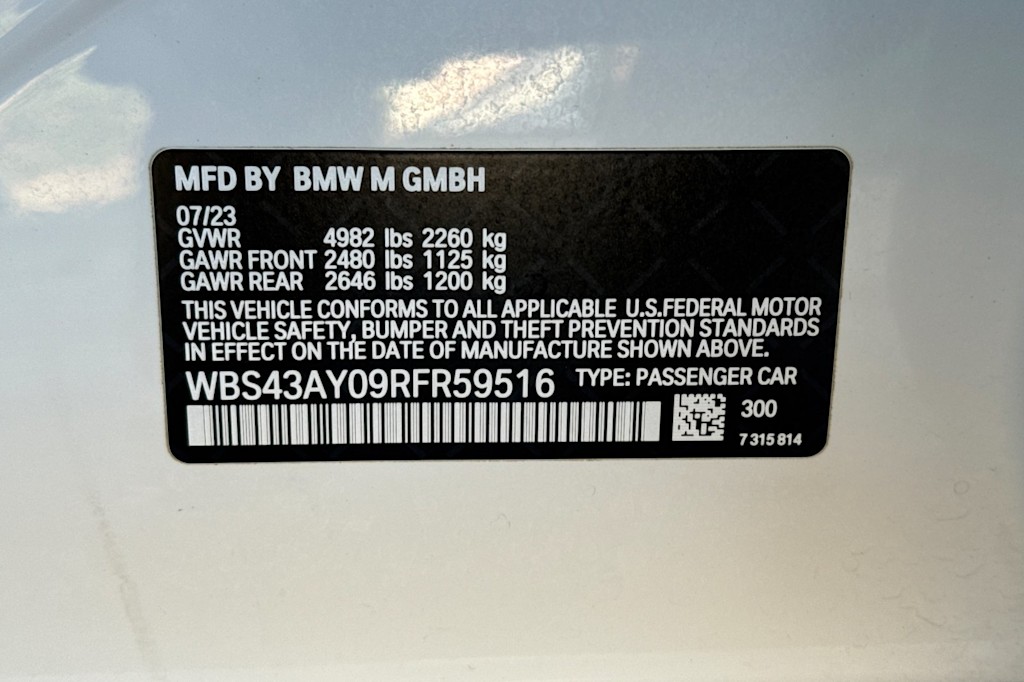 MFD BY BMW M GMBH
07/23
GVWR 4982 lbs 2260 kg
GAWR FRONT 2480 lbs 1125 kg
GAWR REAR 2646 lbs 1200 kg
THIS VEHICLE CONFORMS TO ALL APPLICABLE U.S.FEDERAL MOTOR
VEHICLE SAFETY, BUMPER AND THEFT PREVENTION STANDARDS
IN EFFECT ON THE DATE OF MANUFACTURE SHOWN ABOVE.
WBS43AY09RFR59516 TYPE: PASSENGER CAR
300
7 315 814